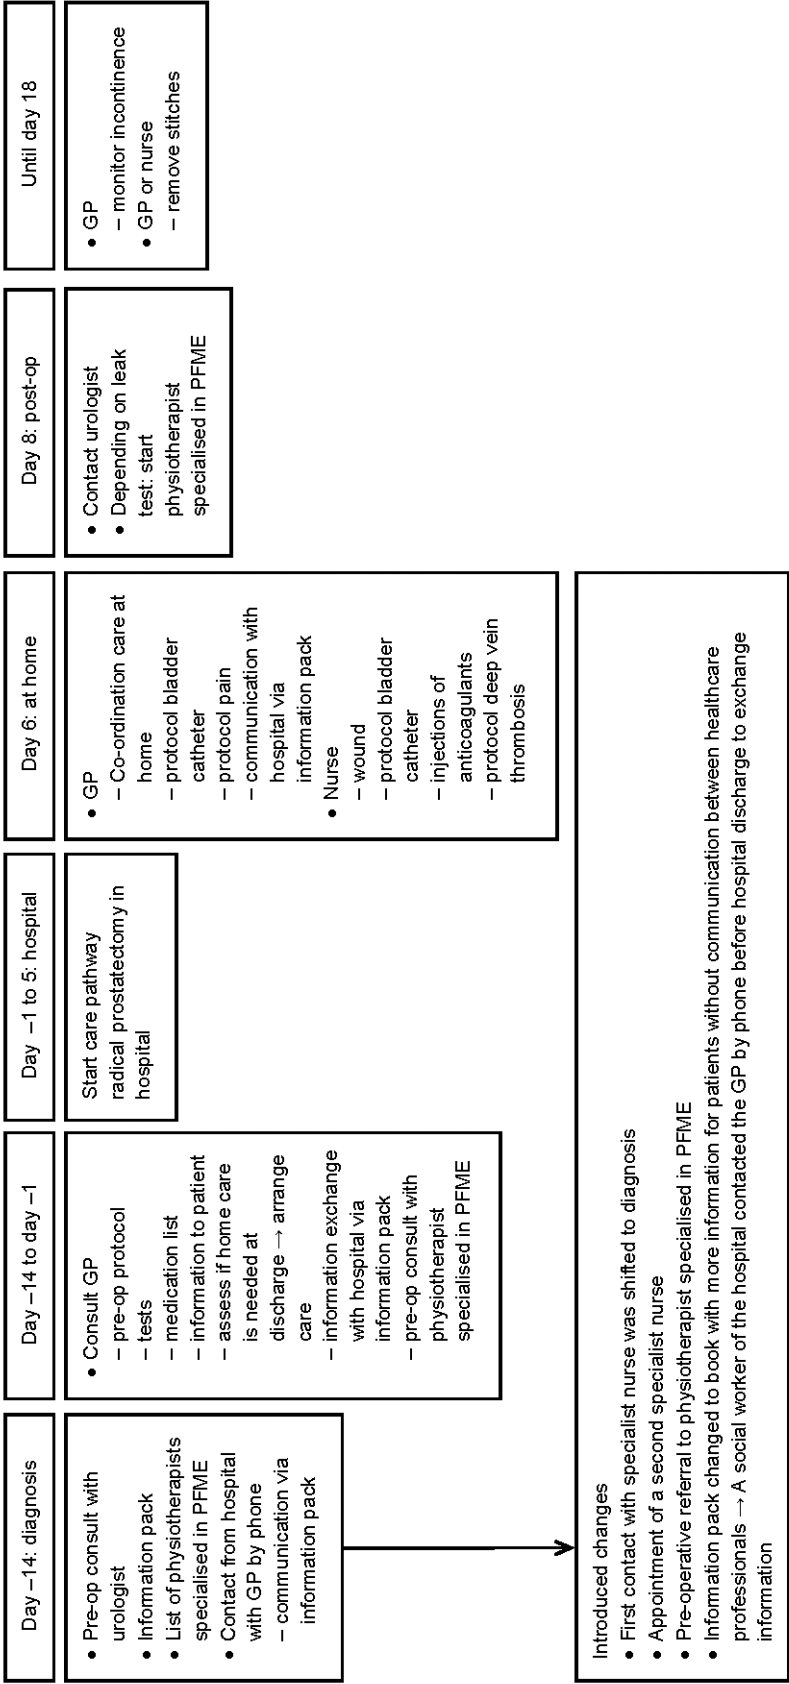 Day –14: diagnosis
• Pre-op consult with
urologist
• Information pack
• List of physiotherapists
specialised in PFME
• Contact from hospital
with GP by phone
– communication via
information pack
Day –14 to day –1
• Consult GP
– pre-op protocol
– tests
– medication list
– information to patient
– assess if home care
is needed at
discharge → arrange
care
– information exchange
with hospital via
information pack
– pre-op consult with
physiotherapist
specialised in PFME
Day –1 to 5: hospital
Start care pathway
radical prostatectomy in
hospital
Day 6: at home
• GP
– Co-ordination care at
home
– protocol bladder
catheter
– protocol pain
– communication with
hospital via
information pack
• Nurse
– wound
– protocol bladder
catheter
– injections of
anticoagulants
– protocol deep vein
thrombosis
Day 8: post-op
• Contact urologist
• Depending on leak
test: start
physiotherapist
specialised in PFME
Until day 18
• GP
– monitor incontinence
• GP or nurse
– remove stitches
Introduced changes
• First contact with specialist nurse was shifted to diagnosis
• Appointment of a second specialist nurse
• Pre-operative referral to physiotherapist specialised in PFME
• Information pack changed to book with more information for patients without communication between healthcare
professionals → A social worker of the hospital contacted the GP by phone before hospital discharge to exchange
information